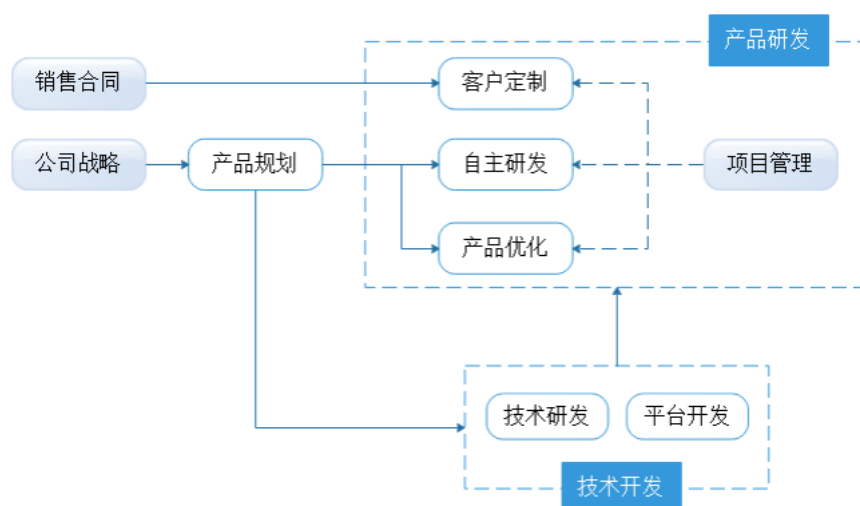 产品研发
销售合同
客户定制
公司战略
产品规划
自主研发
项目管理
产品优化
技术研发
平台开发
技术开发